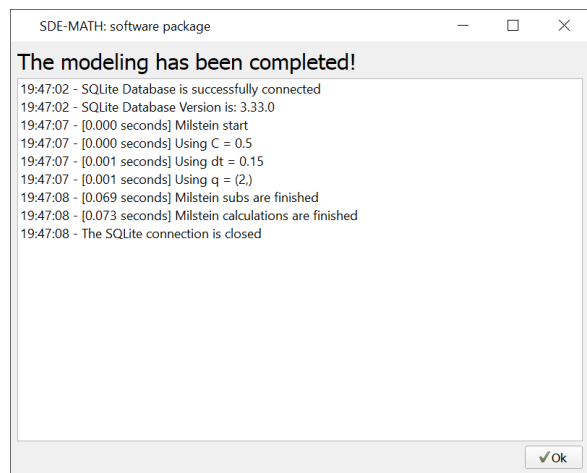 SDE-MATH: software package
The modeling has been completed!
19:47:02 - SQLite Database is successfully connected
19:47:02 - SQLite Database Version is: 3.33.0
19:47:07 - [0.000 seconds] Milstein start
19:47:07 - [0.000 seconds] Using C = 0.5
19:47:07 - [0.001 seconds] Using dt = 0.15
19:47:07 - [0.001 seconds] Using q = (2,)
19:47:08 - [0.069 seconds] Milstein subs are finished
19:47:08 - [0.073 seconds] Milstein calculations are finished
19:47:08 - The SQLite connection is closed
Ok